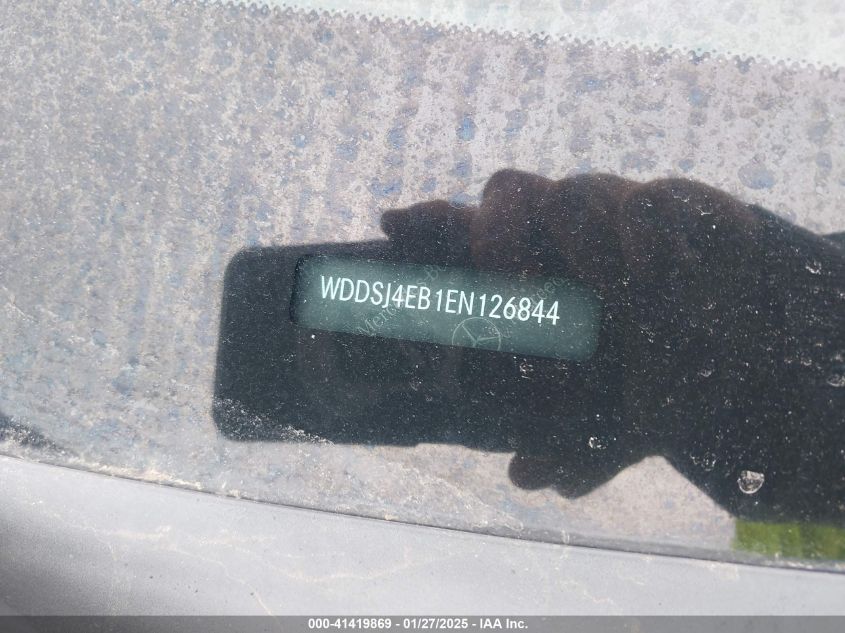 WDDSJ4EB1EN126844
000-41419869 - 01/27/2025 - IAA Inc.